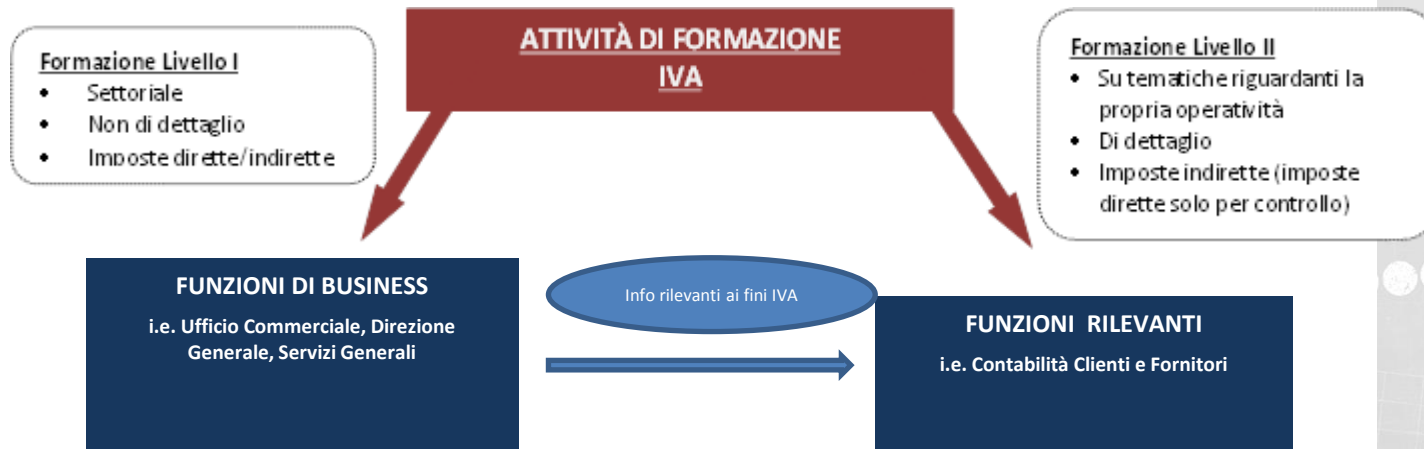 ATTIVITÀ DI FORMAZIONE
IVA
Formazione Livello I
• Settoriale
• Non di dettaglio
• Imposte dirette/indirette
Formazione Livello II
• Su tematiche riguardanti la
propria operatività
• Di dettaglio
• Imposte indirette (imposte
dirette solo per controllo)
FUNZIONI DI BUSINESS
i.e. Ufficio Commerciale, Direzione
Generale, Servizi Generali
Info rilevanti ai fini IVA
FUNZIONI RILEVANTI
i.e. Contabilità Clienti e Fornitori